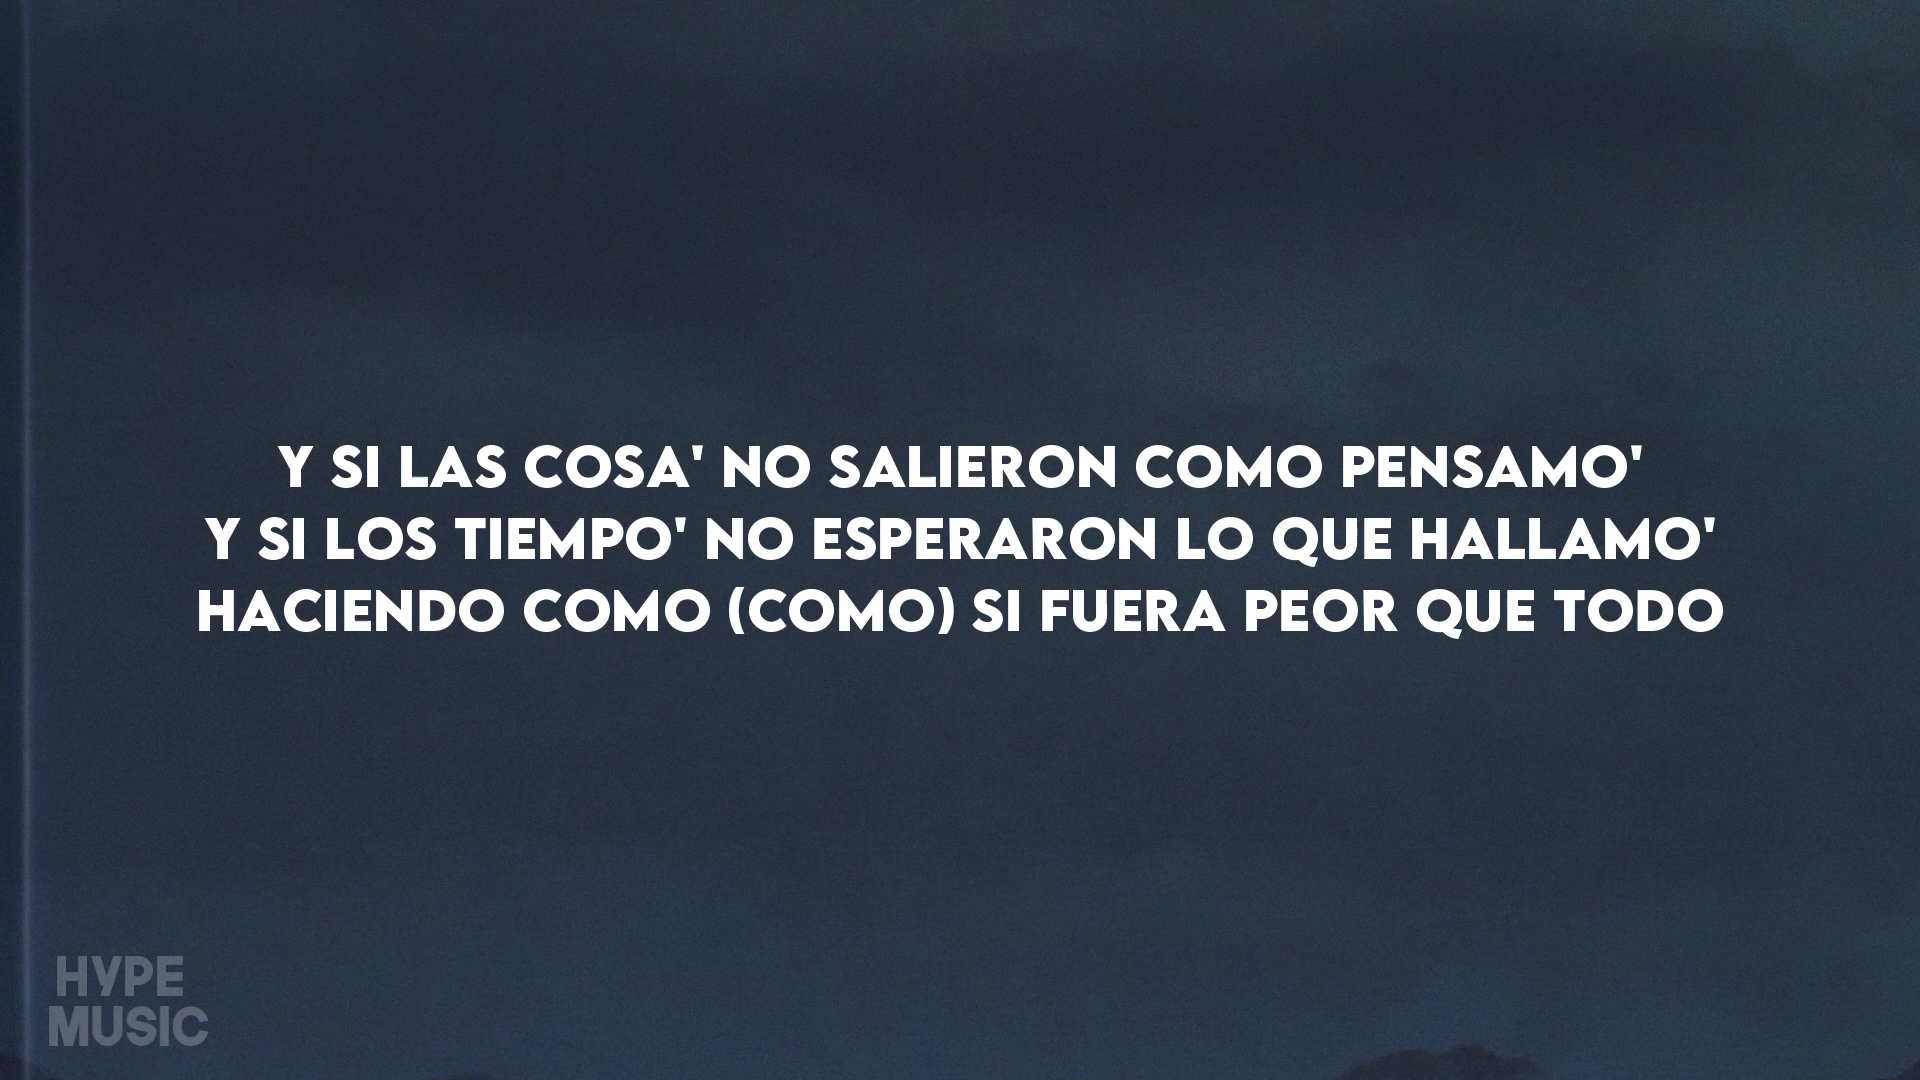 Y SI LAS COSA' NO SALIERON COMO PENSAMO'
Y SI LOS TIEMPO' NO ESPERARON LO QUE HALLAMO'
HACIENDO COMO (COMO) SI FUERA PEOR QUE TODO
HYPE
MUSIC